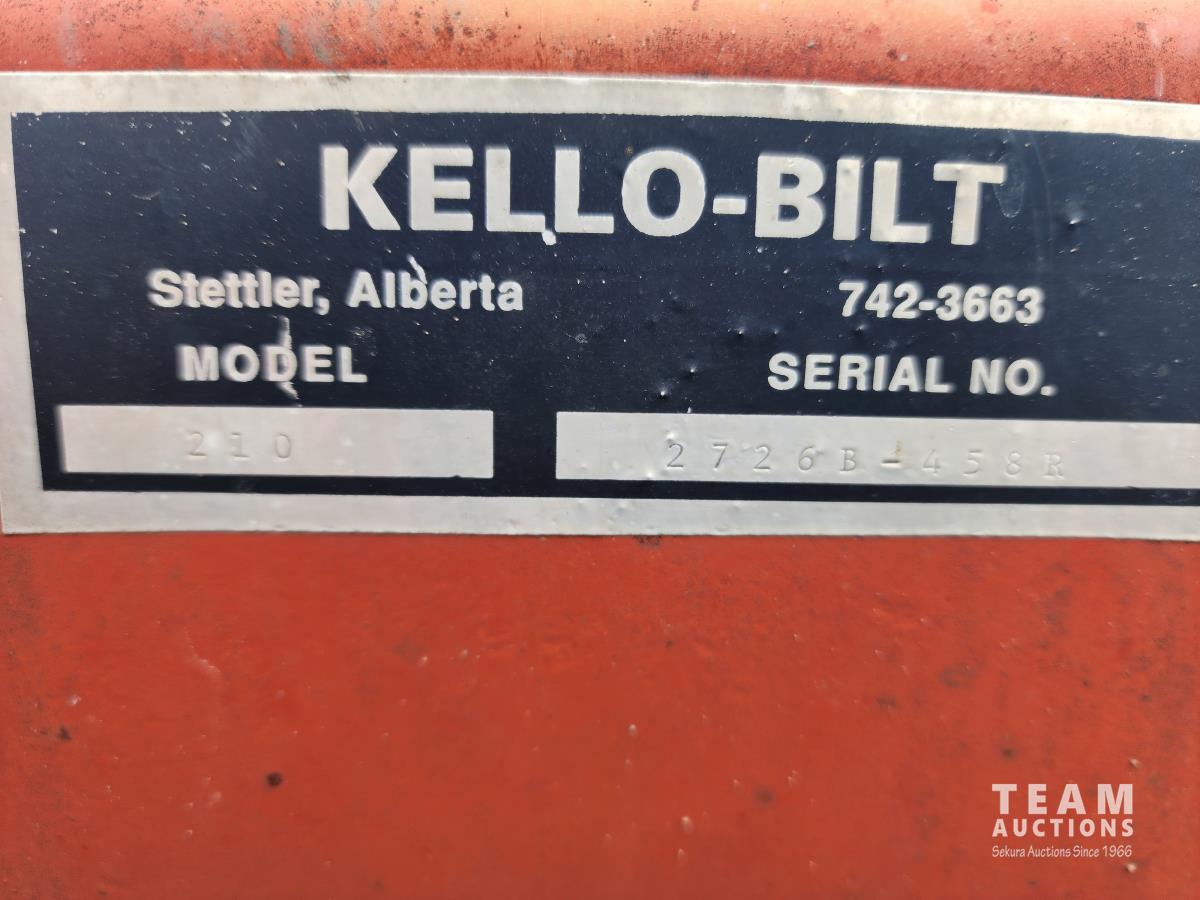 KELLO-BILT
Stettler, Alberta 742-3663
MODEL SERIAL NO.
210 2726B-458R
TEAM
AUCTIONS
Sekura Auctions Since 1966